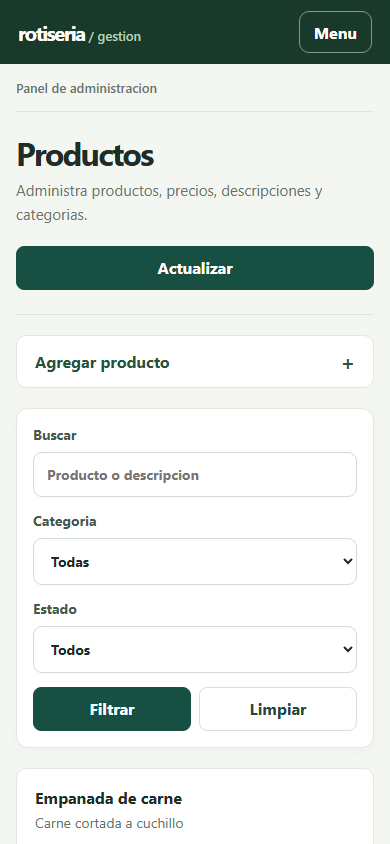 rotiseria / gestion
Menu
Panel de administracion
Productos
Administra productos, precios, descripciones y
categorias.
Actualizar
Agregar producto +
Buscar
Producto o descripcion
Categoria
Todas
Estado
Todos
Filtrar
Limpiar
Empanada de carne
Carne cortada a cuchillo